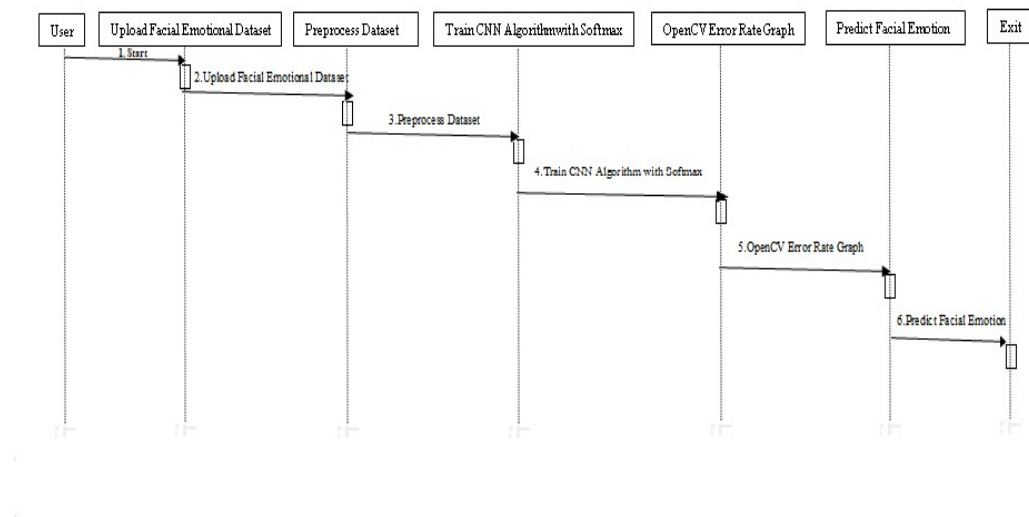 User
Upload Facial Emotional Dataset
Preprocess Dataset
Train CNN Algorithmwith Softmax
OpenCV Error Rate Graph
Predict Facial Emotion
Exit
1. Start
2.Upload Facial Emotional Dataset
3.Preprocess Dataset
4.Train CNN Algorithm with Softmax
5.OpenCV Error Rate Graph
6.Predict Facial Emotion